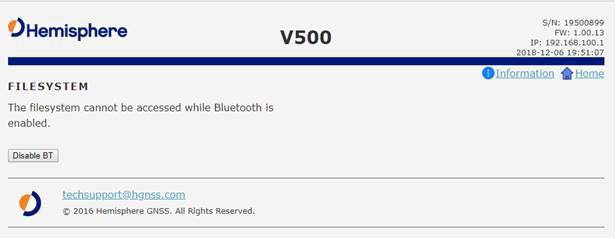 Hemisphere
V500
S/N: 19500899
FW: 1.00.13
IP: 192.168.100.1
2018-12-06 19:51:07
Information Home
FILESYSTEM
The filesystem cannot be accessed while Bluetooth is
enabled.
Disable BT
techsupport@hgnss.com
© 2016 Hemisphere GNSS. All Rights Reserved.